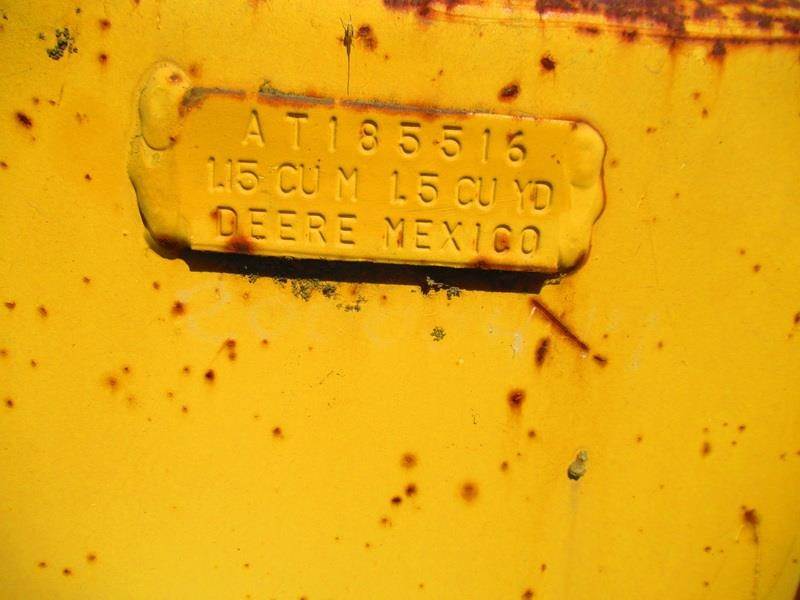 AT185516
1.15 CU M 1.5 CU YD
DEERE MEXICO